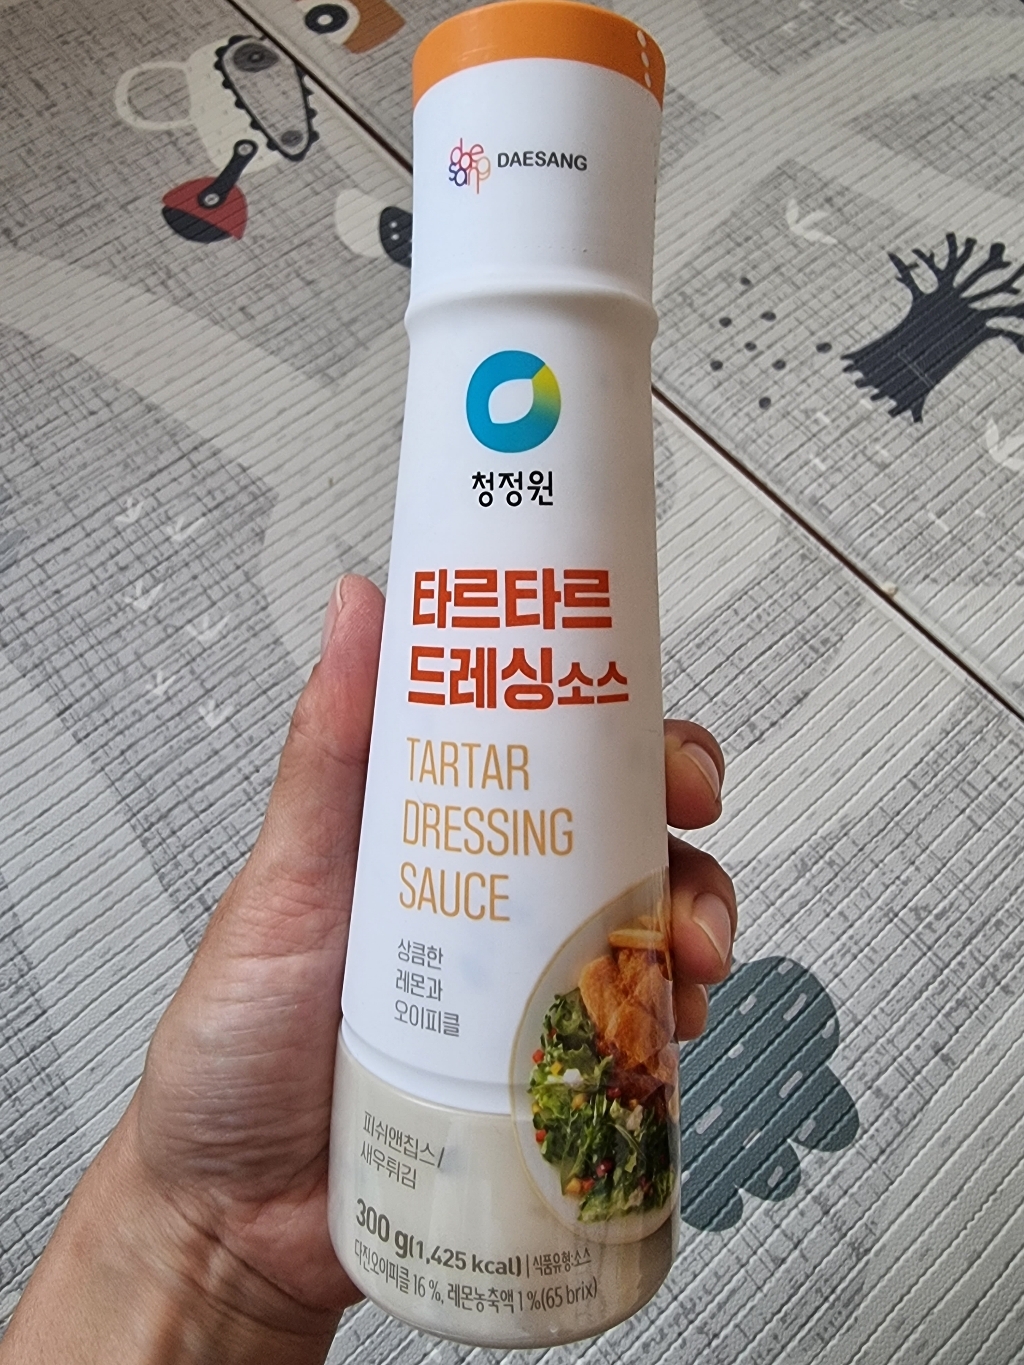 daesang DAESANG
청정원
타르타르
드레싱소스
TARTAR
DRESSING
SAUCE
상큼한
레몬과
오이피클
피쉬앤칩스/
새우튀김
300 g(1,425 kcal) | 식품유형:소스
다진오이피클 16 %, 레몬농축액 1 %(65 brix)